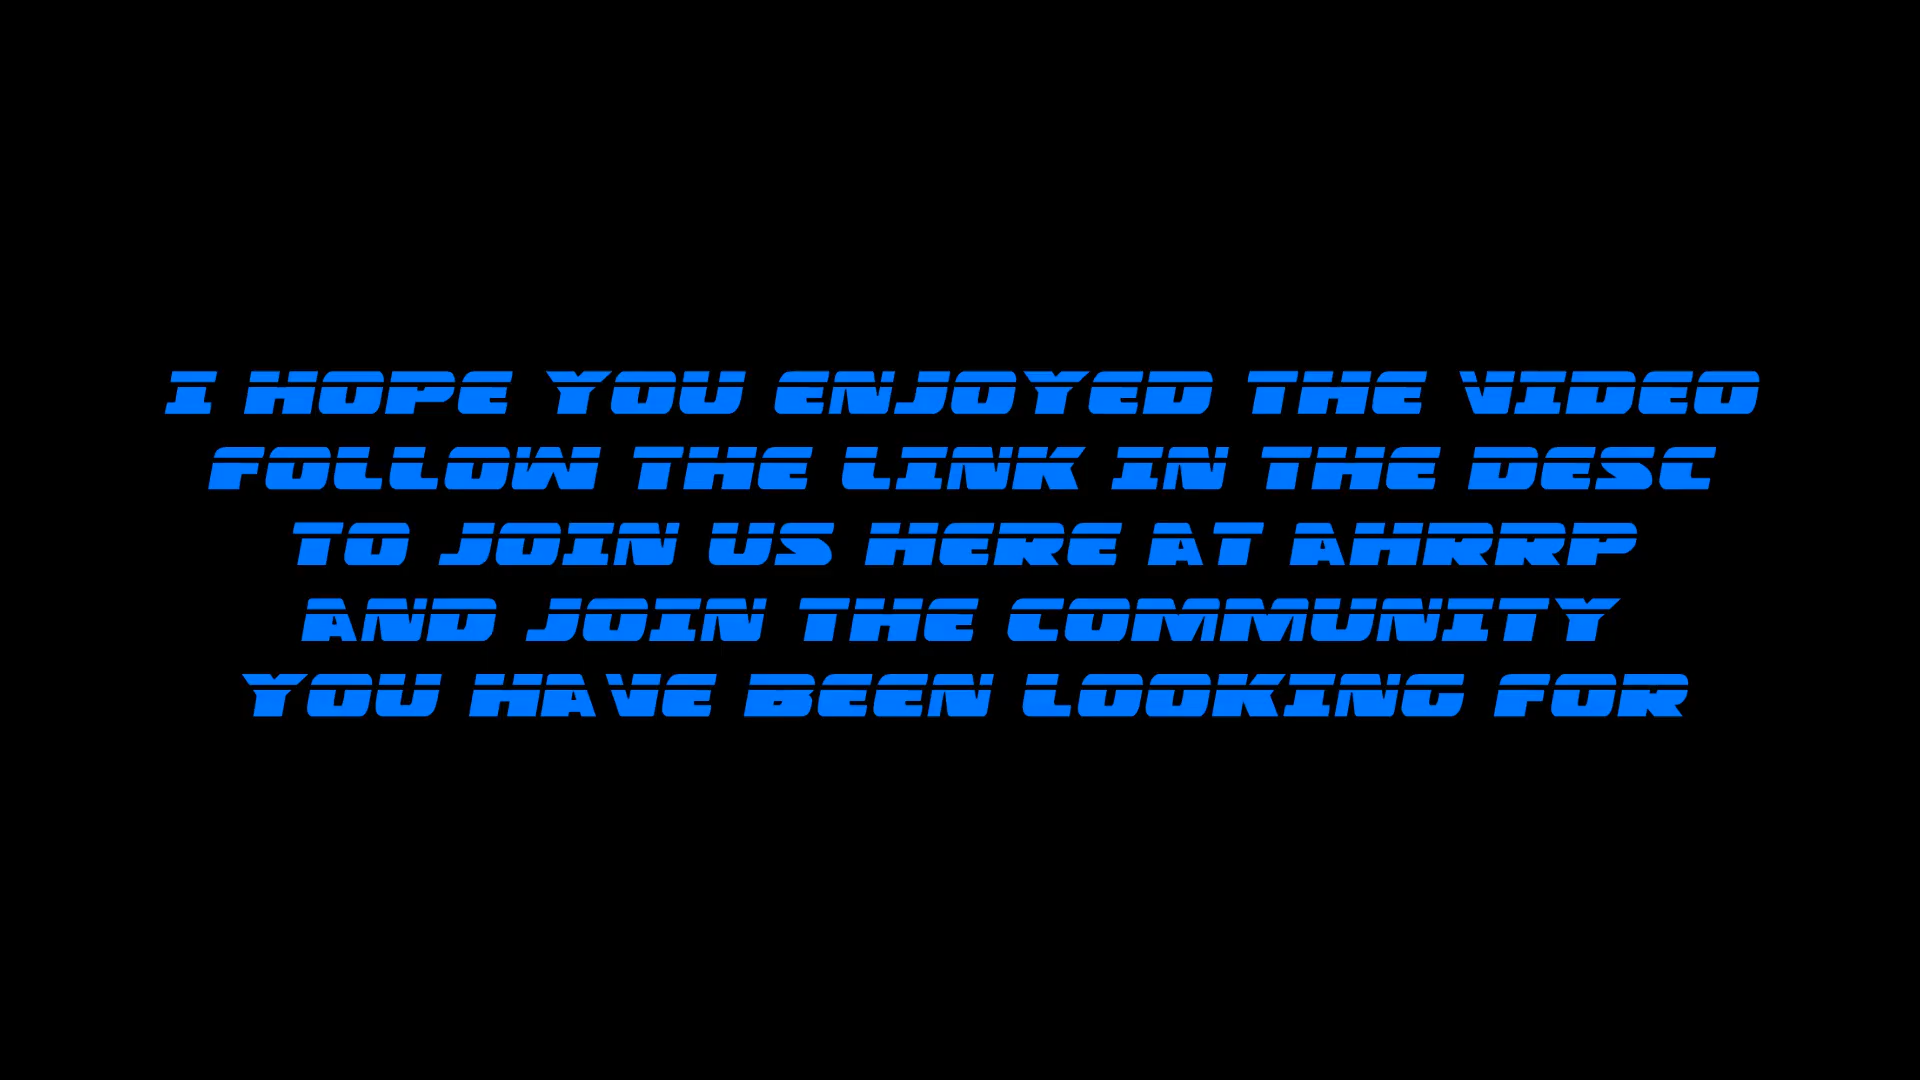 I HOPE YOU ENJOYED THE VIDEO
FOLLOW THE LINK IN THE DESC
TO JOIN US HERE AT AHRRP
AND JOIN THE COMMUNITY
YOU HAVE BEEN LOOKING FOR